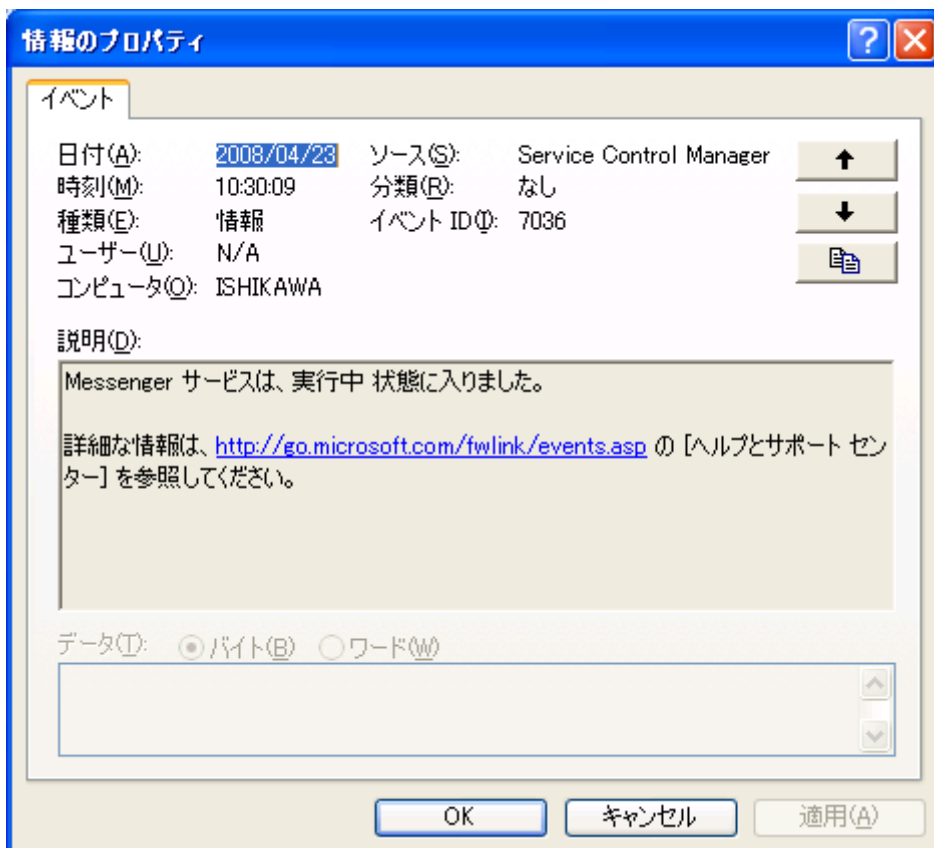 情報のプロパティ
イベント
日付(A): 2008/04/23 ソース(S): Service Control Manager
時刻(M): 10:30:09 分類(R): なし
種類(E): 情報 イベント ID(I): 7036
ユーザー(U): N/A
コンピュータ(O): ISHIKAWA
説明(D):
Messenger サービスは、実行中 状態に入りました。
詳細な情報は、http://go.microsoft.com/fwlink/events.asp の [ヘルプとサポート セン
ター] を参照してください。
データ(T): バイト(B) ワード(W)
OK キャンセル 適用(A)